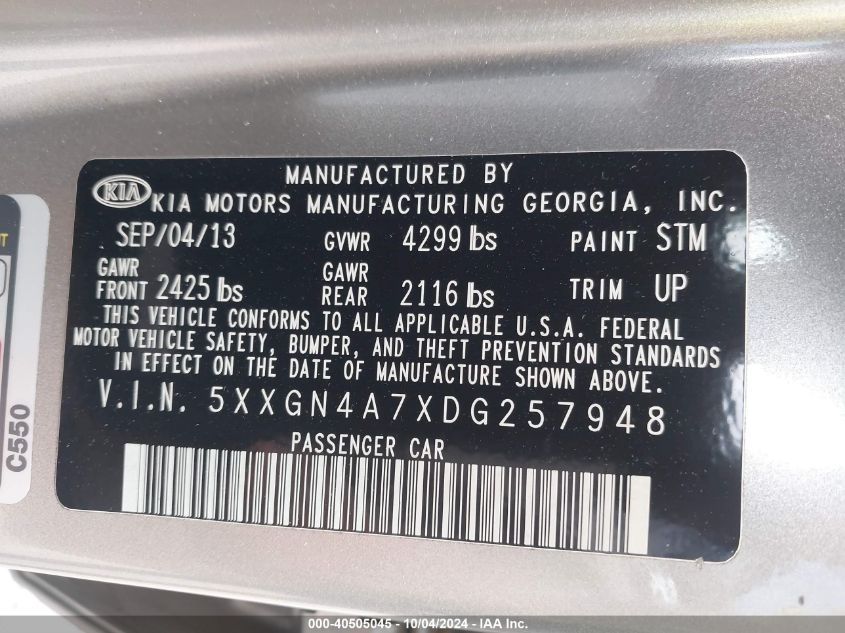 MANUFACTURED BY
KIA KIA MOTORS MANUFACTURING GEORGIA, INC.
SEP/04/13 GVWR 4299 lbs PAINT STM
GAWR GAWR
FRONT 2425 lbs REAR 2116 lbs TRIM UP
THIS VEHICLE CONFORMS TO ALL APPLICABLE U.S.A. FEDERAL
MOTOR VEHICLE SAFETY, BUMPER, AND THEFT PREVENTION STANDARDS
IN EFFECT ON THE DATE OF MANUFACTURE SHOWN ABOVE.
V.I.N. 5XXGN4A7XDG257948
PASSENGER CAR
C550
000-40505045 - 10/04/2024 - IAA Inc.